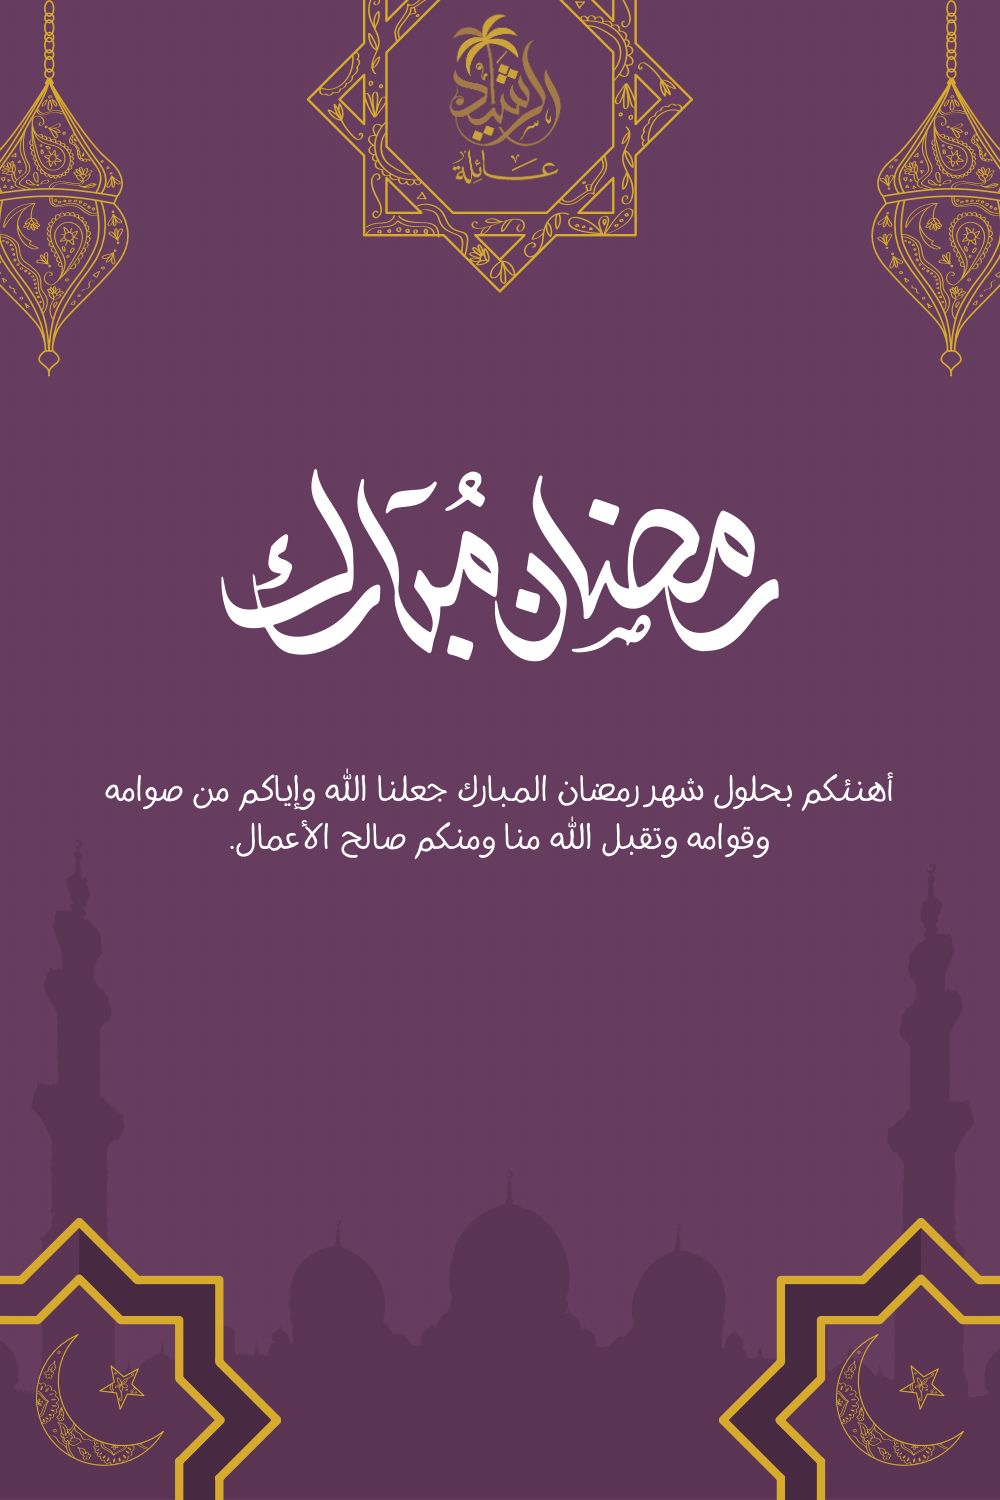 الرشيد
عائلة
رمضان مُبارك
أهنئكم بحلول شهر رمضان المبارك جعلنا الله وإياكم من صوامه
وقوامه وتقبل الله منا ومنكم صالح الأعمال.